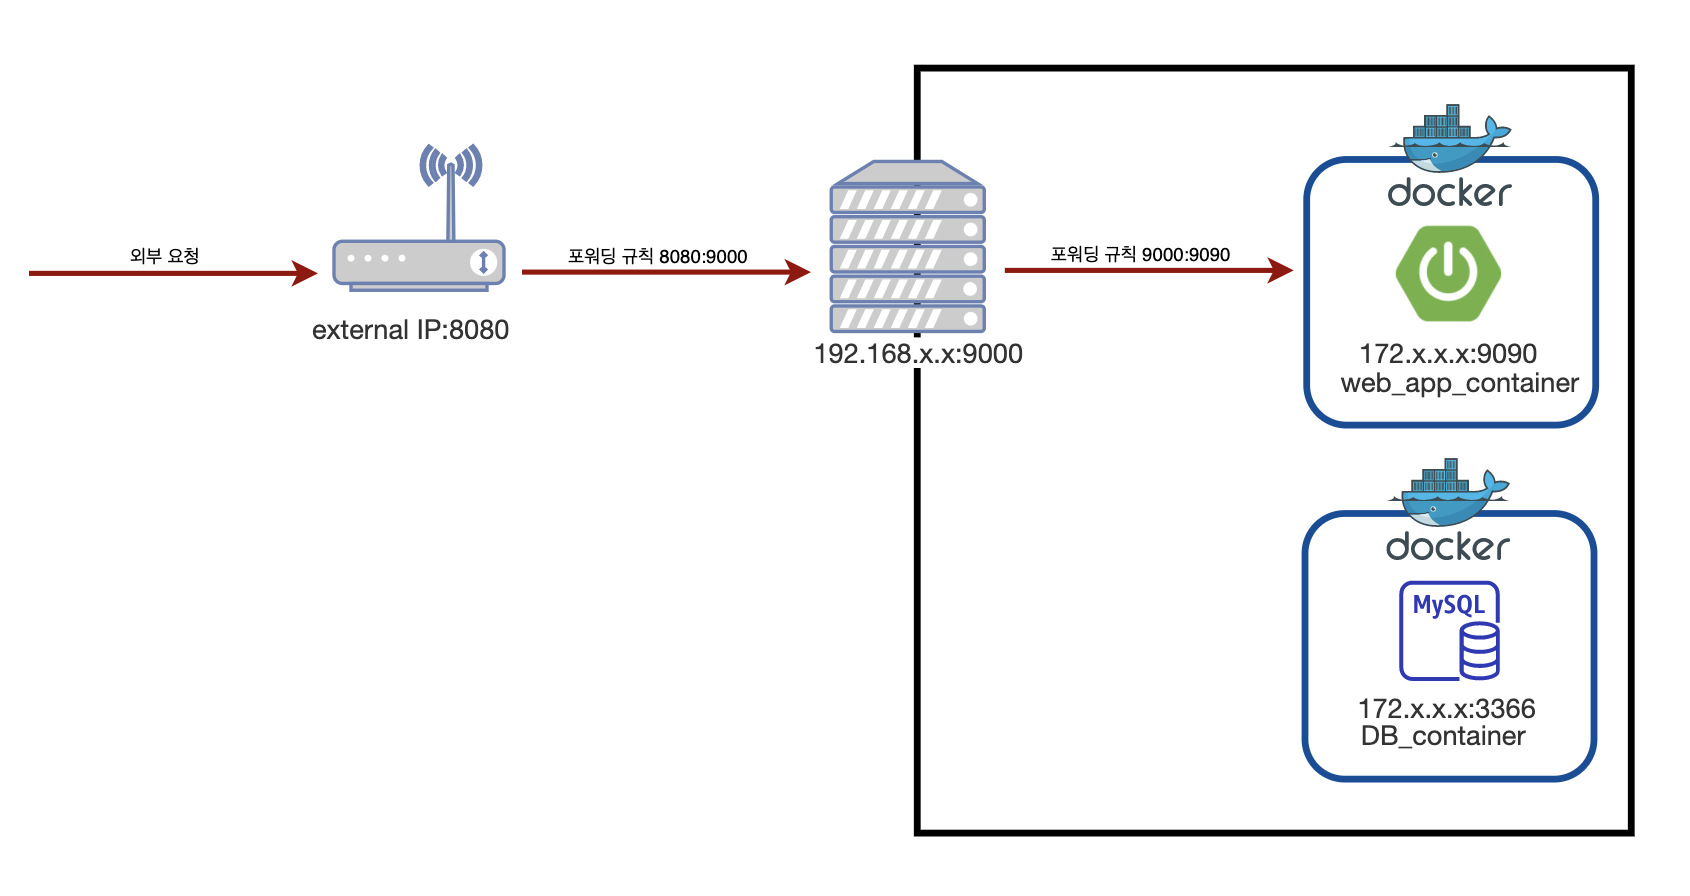 외부 요청
external IP:8080
포워딩 규칙 8080:9000
192.168.x.x:9000
포워딩 규칙 9000:9090
docker
172.x.x.x:9090
web_app_container
docker
MySQL
172.x.x.x:3366
DB_container